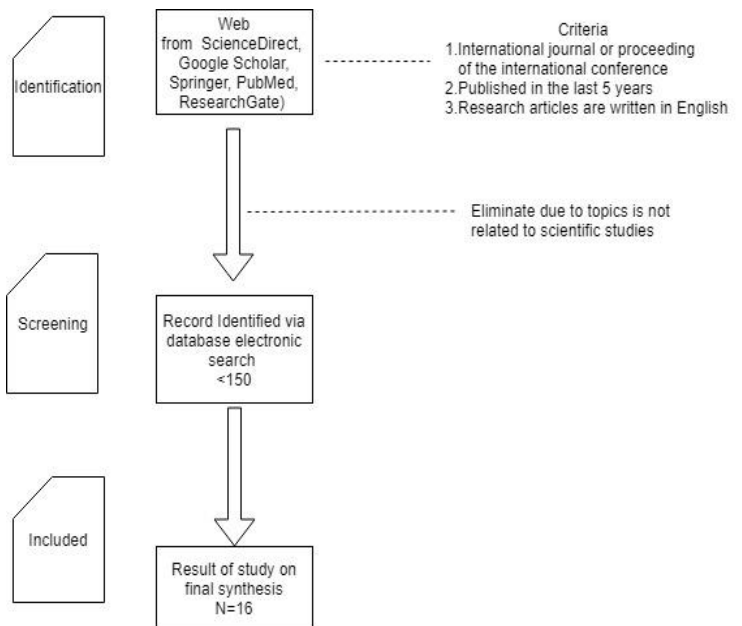 Identification
Web
from ScienceDirect,
Google Scholar,
Springer, PubMed,
ResearchGate)
Criteria
1.International journal or proceeding
of the international conference
2.Published in the last 5 years
3.Research articles are written in English
Eliminate due to topics is not
related to scientific studies
Screening
Record Identified via
database electronic
search
<150
Included
Result of study on
final synthesis
N=16